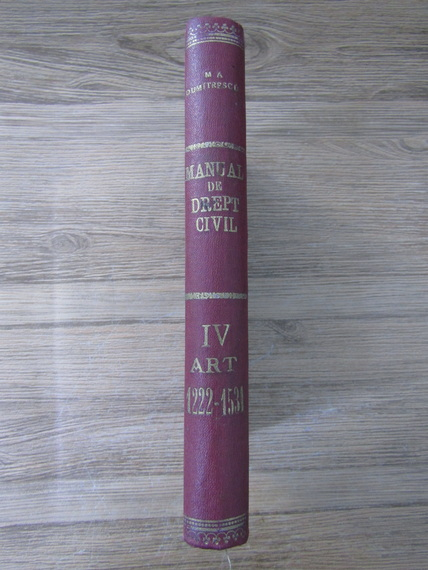 M A
DUMITRESCU
MANUAL
DE
DREPT
CIVIL
IV
ART
1222-1531